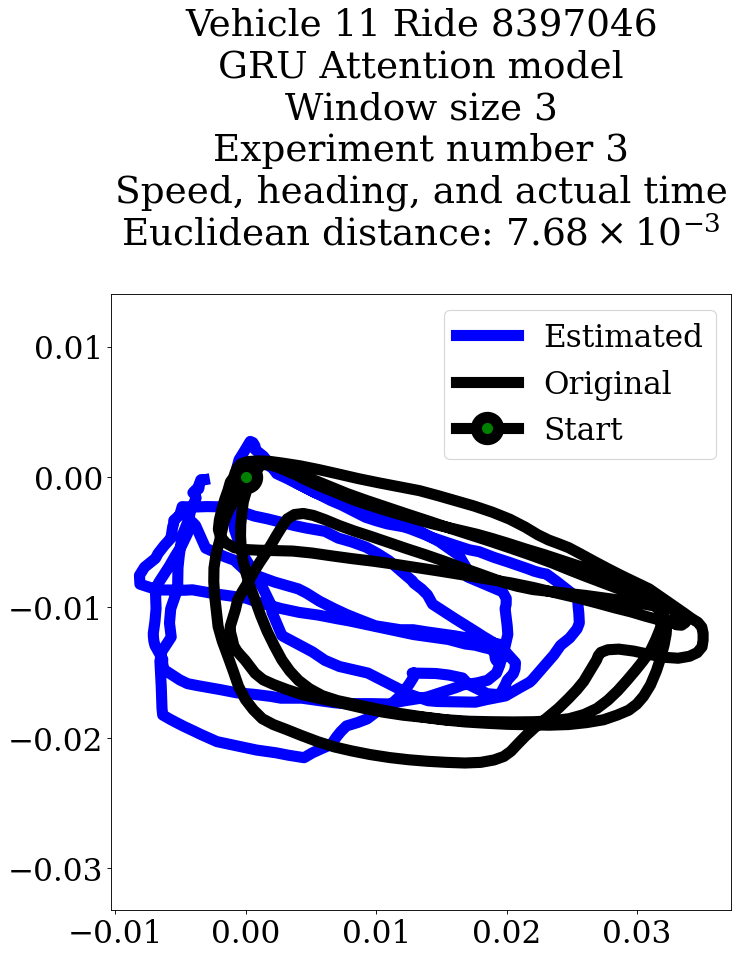 Vehicle 11 Ride 8397046
GRU Attention model
Window size 3
Experiment number 3
Speed, heading, and actual time
Euclidean distance: 7.68 × 10⁻³
Estimated
Original
Start
0.01
0.00
−0.01
−0.02
−0.03
−0.01 0.00 0.01 0.02 0.03